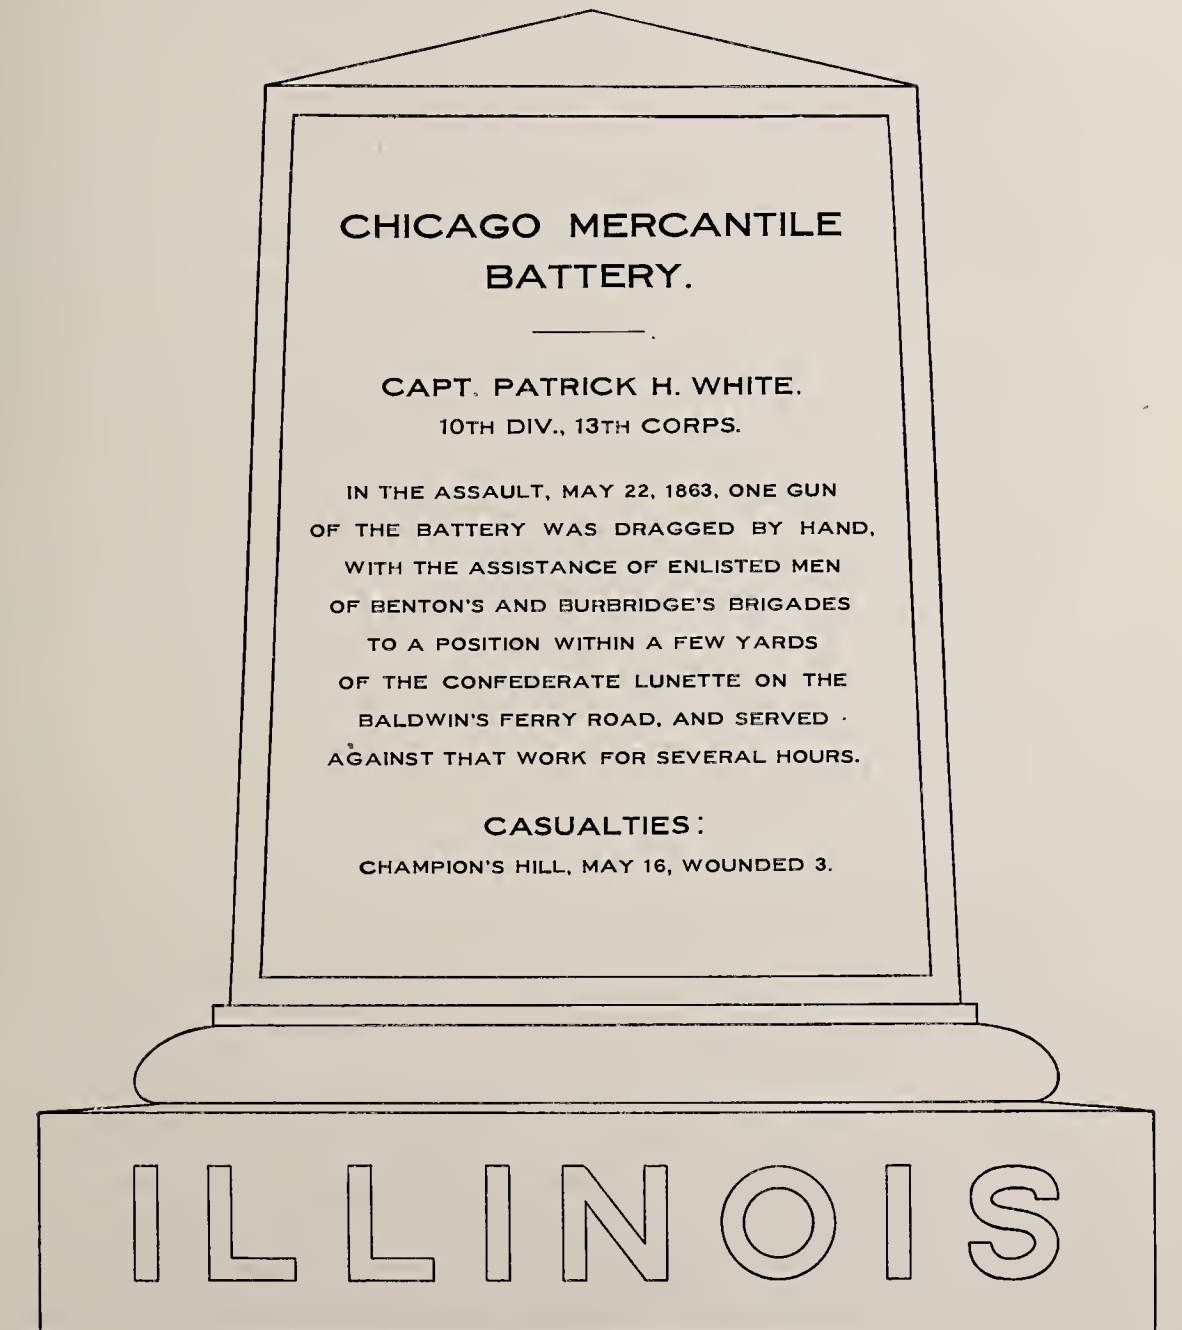 CHICAGO MERCANTILE
BATTERY.
CAPT. PATRICK H. WHITE.
10TH DIV., 13TH CORPS.
IN THE ASSAULT, MAY 22, 1863, ONE GUN
OF THE BATTERY WAS DRAGGED BY HAND,
WITH THE ASSISTANCE OF ENLISTED MEN
OF BENTON'S AND BURBRIDGE'S BRIGADES
TO A POSITION WITHIN A FEW YARDS
OF THE CONFEDERATE LUNETTE ON THE
BALDWIN'S FERRY ROAD, AND SERVED
AGAINST THAT WORK FOR SEVERAL HOURS.
CASUALTIES:
CHAMPION'S HILL, MAY 16, WOUNDED 3.
ILLINOIS